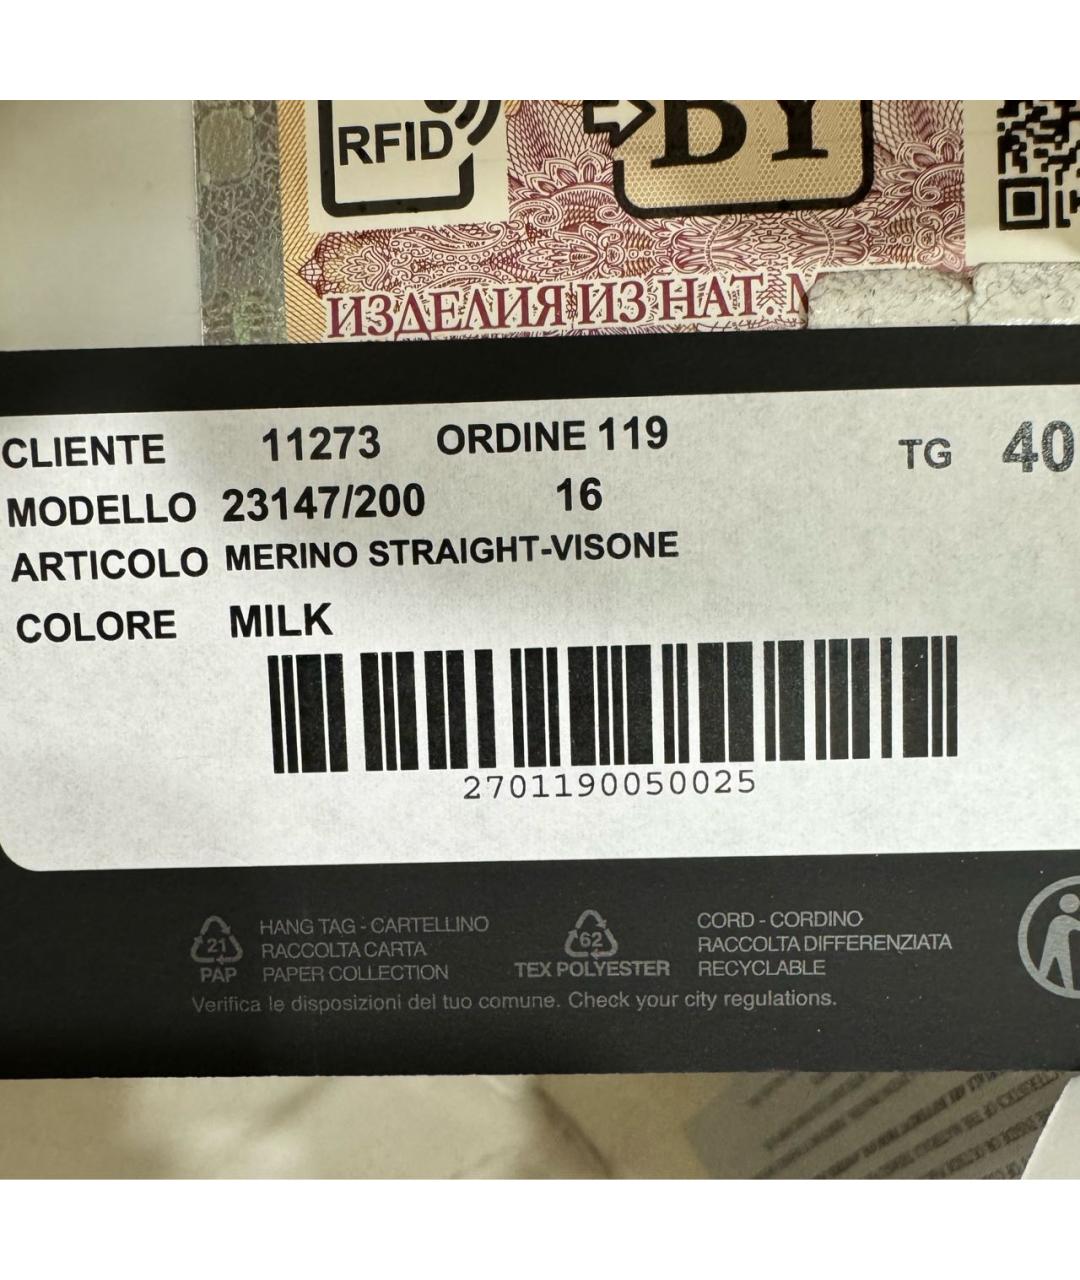 RFID
BY
ИЗДЕЛИЯ ИЗ НАТ.
CLIENTE 11273 ORDINE 119 TG 40
MODELLO 23147/200 16
ARTICOLO MERINO STRAIGHT-VISONE
COLORE MILK
2701190050025
21
PAP
HANG TAG - CARTELLINO
RACCOLTA CARTA
PAPER COLLECTION
62
TEX POLYESTER
CORD - CORDINO
RACCOLTA DIFFERENZIATA
RECYCLABLE
Verifica le disposizioni del tuo comune. Check your city regulations.